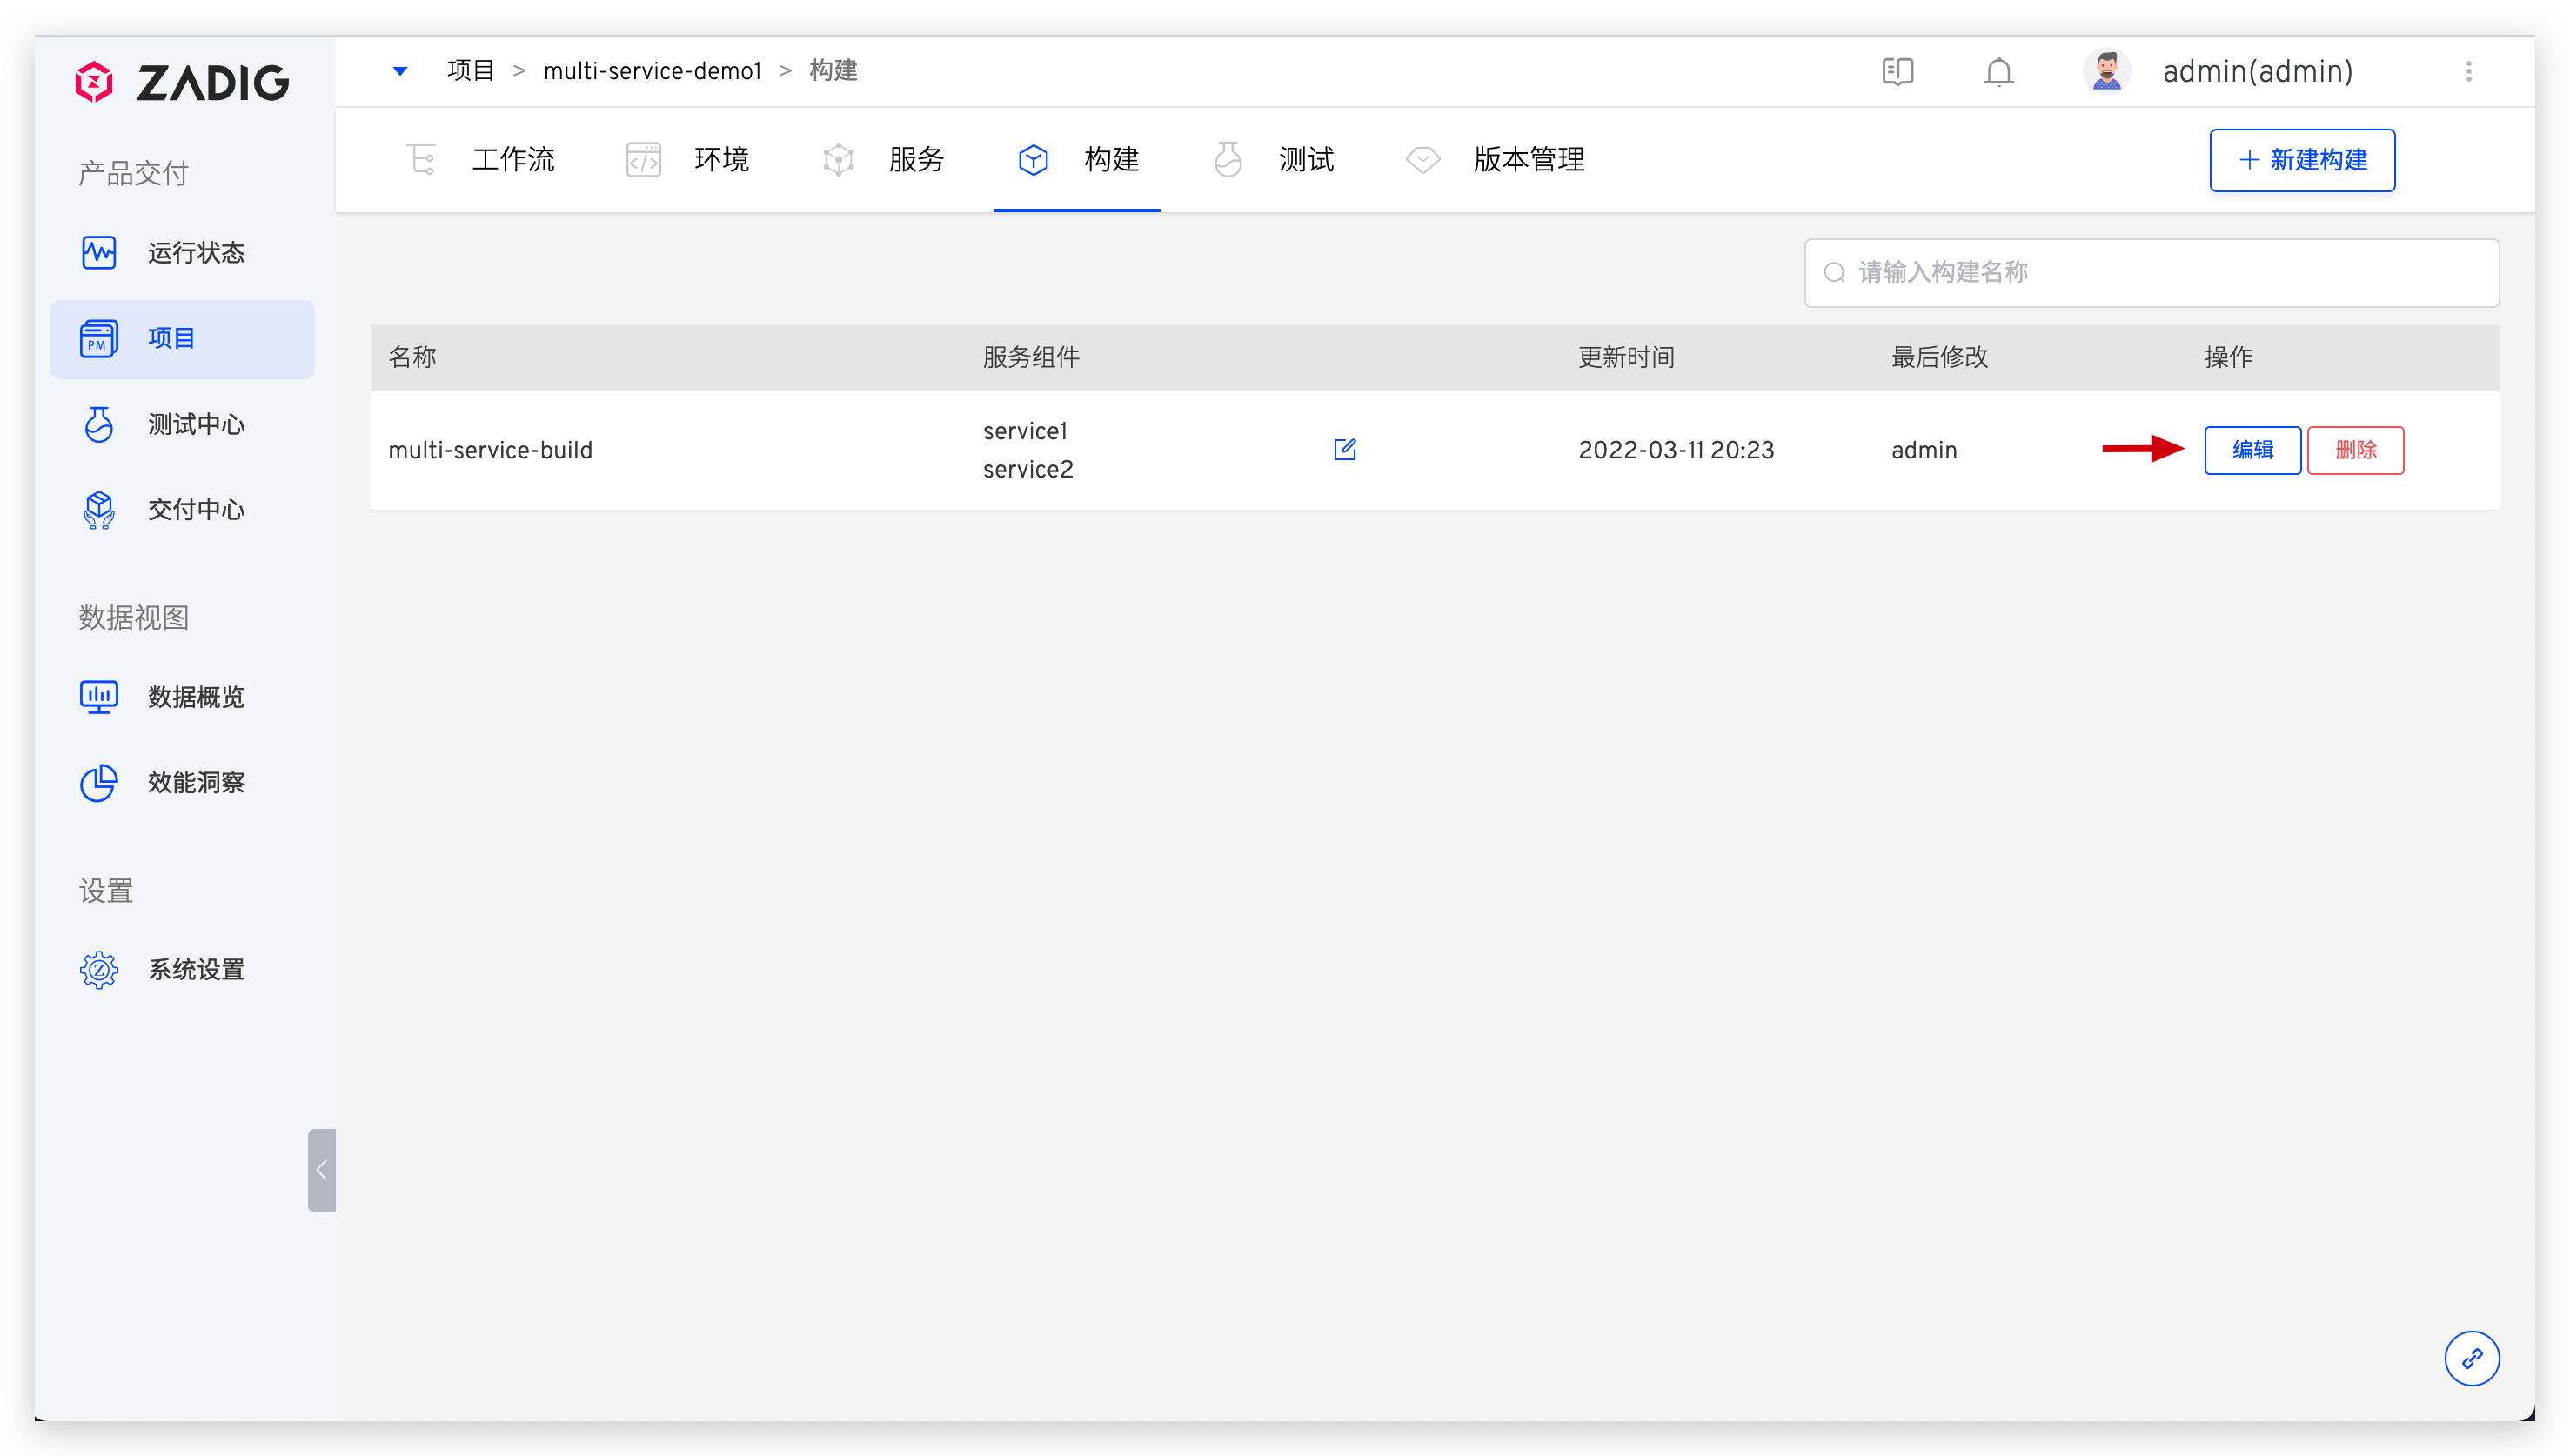 ZADIG
项目 > multi-service-demo1 > 构建
admin(admin)
工作流
环境
服务
构建
测试
版本管理
+ 新建构建
产品交付
运行状态
PM
项目
测试中心
交付中心
数据视图
数据概览
效能洞察
设置
Z
系统设置
请输入构建名称
名称 服务组件 更新时间 最后修改 操作
multi-service-build
service1
service2
2022-03-11 20:23
admin
编辑
删除